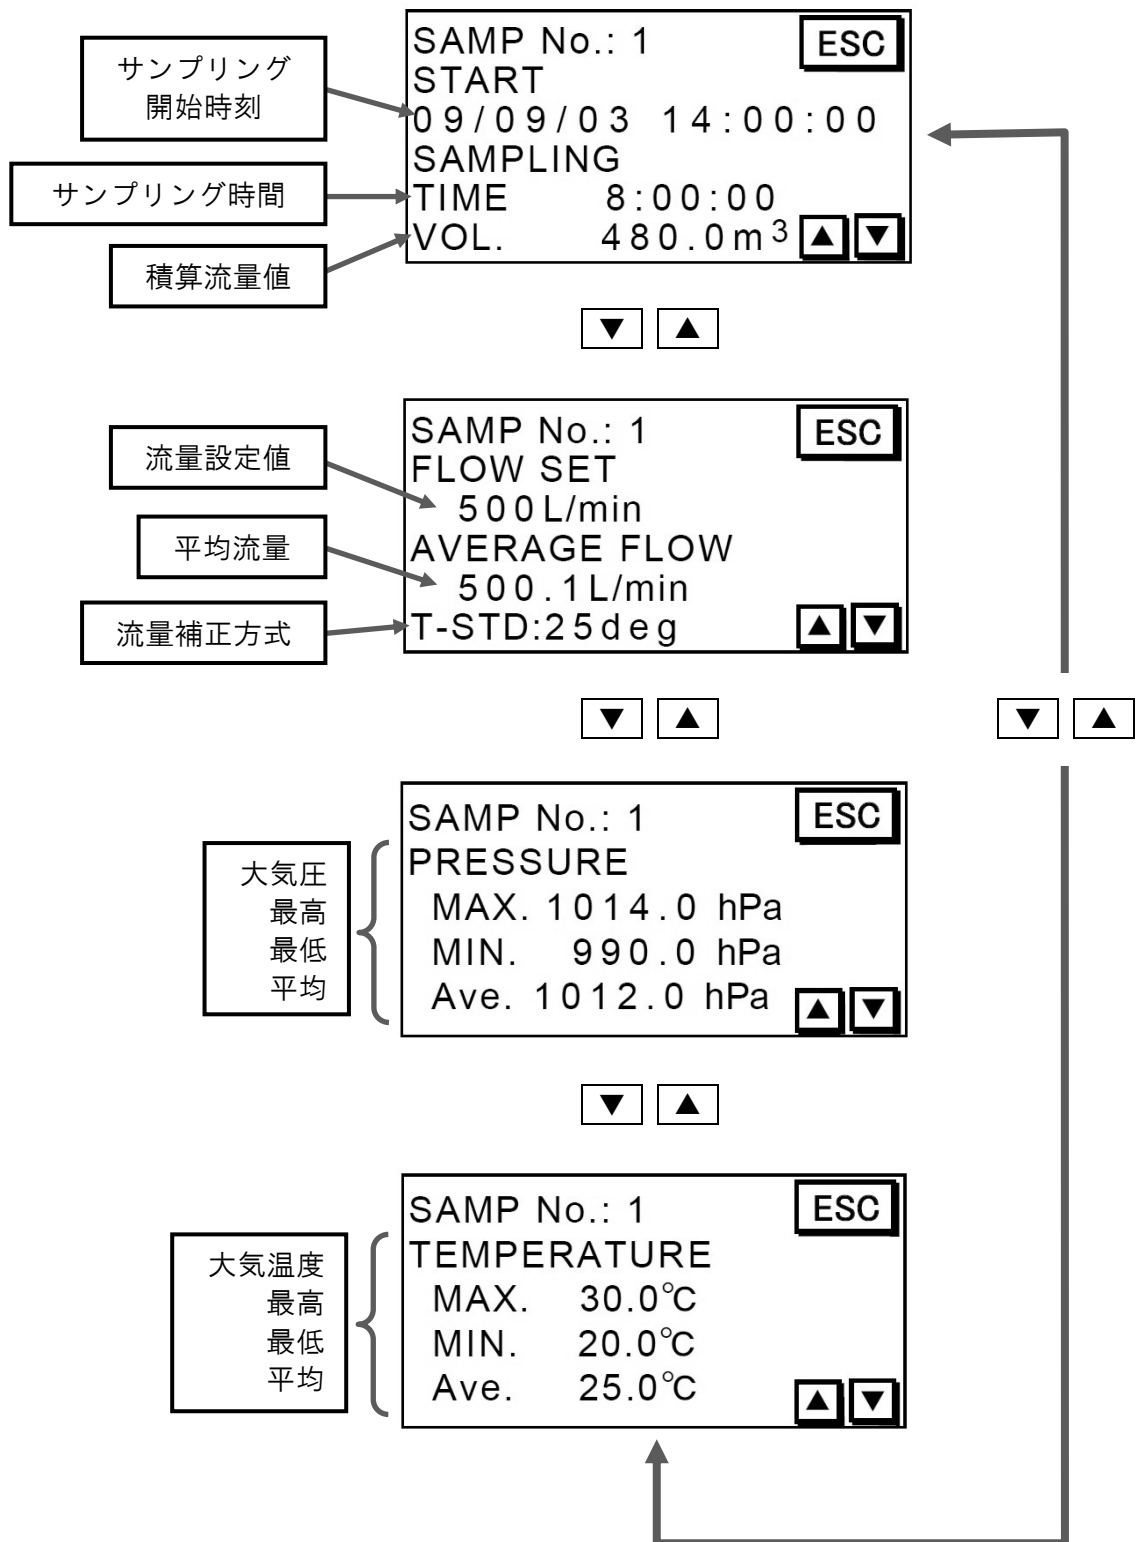 サンプリング
開始時刻
サンプリング時間
積算流量値
SAMP No.: 1
ESC
START
09/09/03 14:00:00
SAMPLING
TIME 8:00:00
VOL. 480.0m³ ▲ ▼
▼ ▲
流量設定値
平均流量
流量補正方式
SAMP No.: 1
ESC
FLOW SET
500L/min
AVERAGE FLOW
500.1L/min
T-STD:25deg ▲ ▼
▼ ▲
▼ ▲
大気圧
最高
最低
平均
SAMP No.: 1
ESC
PRESSURE
MAX. 1014.0 hPa
MIN. 990.0 hPa
Ave. 1012.0 hPa ▲ ▼
▼ ▲
大気温度
最高
最低
平均
SAMP No.: 1
ESC
TEMPERATURE
MAX. 30.0℃
MIN. 20.0℃
Ave. 25.0℃ ▲ ▼